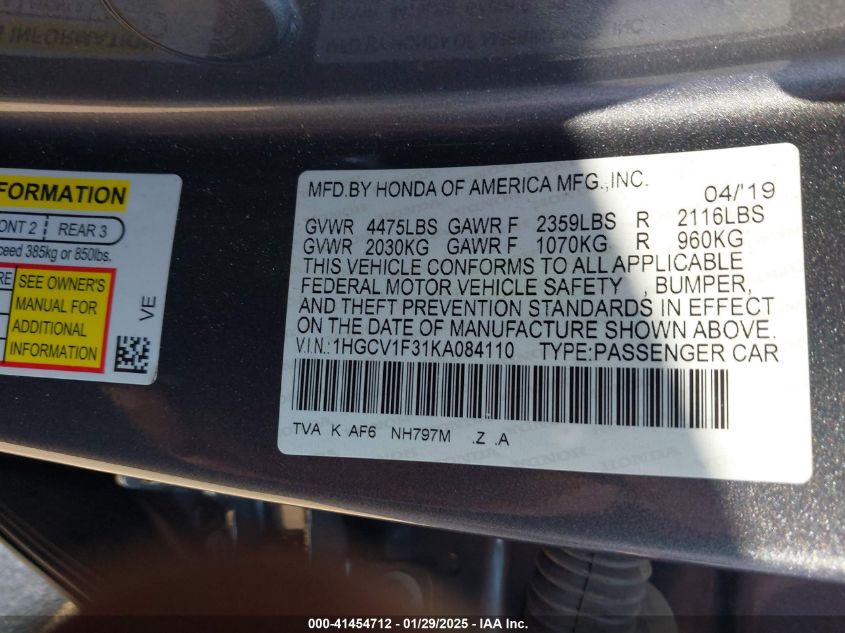 FORMATION
ONT 2 REAR 3
ceed 385kg or 850lbs.
RE
SEE OWNER'S
MANUAL FOR
ADDITIONAL
INFORMATION
VE
MFD.BY HONDA OF AMERICA MFG.,INC. 04/'19
GVWR 4475LBS GAWR F 2359LBS R 2116LBS
GVWR 2030KG GAWR F 1070KG R 960KG
THIS VEHICLE CONFORMS TO ALL APPLICABLE
FEDERAL MOTOR VEHICLE SAFETY , BUMPER,
AND THEFT PREVENTION STANDARDS IN EFFECT
ON THE DATE OF MANUFACTURE SHOWN ABOVE.
V.I.N.:1HGCV1F31KA084110 TYPE:PASSENGER CAR
TVA K AF6 NH797M .Z .A
000-41454712 | 01/29/2025 | © IAA, Inc.